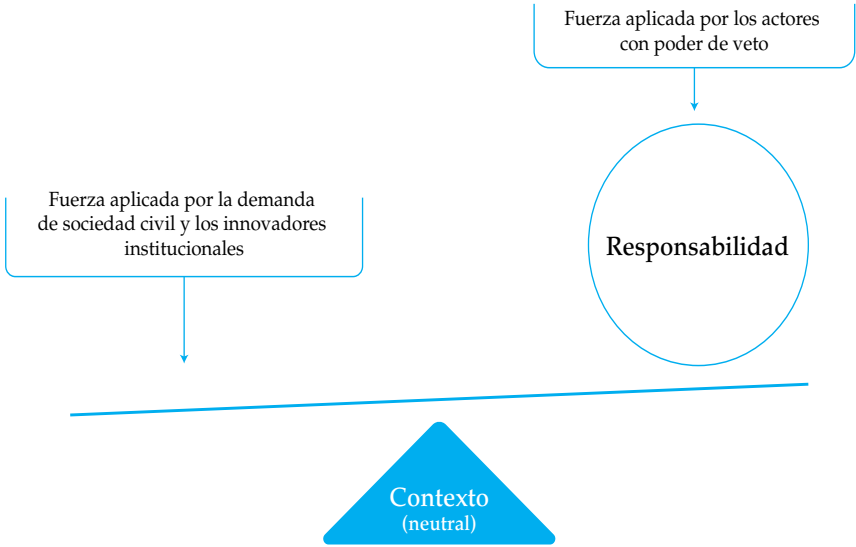 Fuerza aplicada por los actores
con poder de veto
Fuerza aplicada por la demanda
de sociedad civil y los innovadores
institucionales
Responsabilidad
Contexto
(neutral)